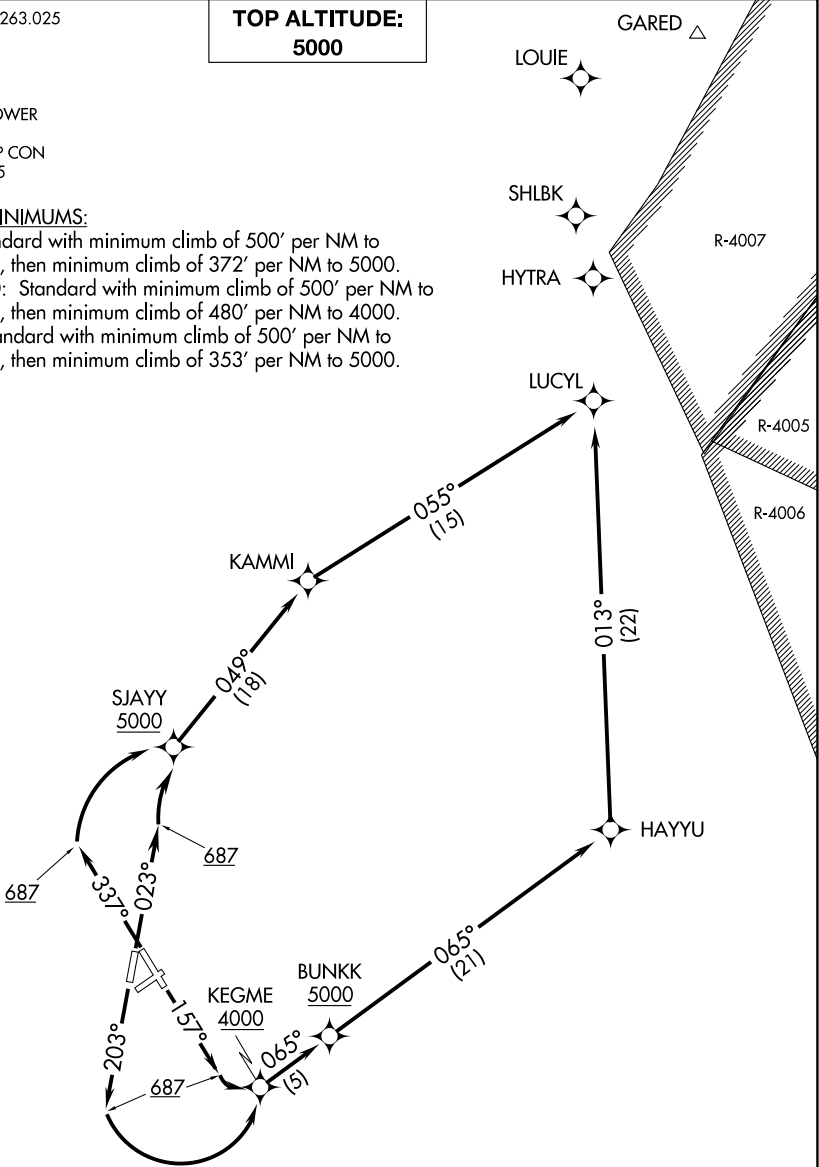 263.025
TOP ALTITUDE:
5000
GARED
LOUIE
CON
INIMUMS:
SHLBK
ndard with minimum climb of 500' per NM to
, then minimum climb of 372' per NM to 5000.
: Standard with minimum climb of 500' per NM to
, then minimum climb of 480' per NM to 4000.
andard with minimum climb of 500' per NM to
, then minimum climb of 353' per NM to 5000.
R-4007
HYTRA
LUCYL
R-4005
R-4006
055°
(15)
KAMMI
013°
(22)
049°
(18)
SJAYY
5000
HAYYU
687
687
337°
023°
065°
(21)
BUNKK
5000
KEGME
4000
157°
203°
065°
(5)
687